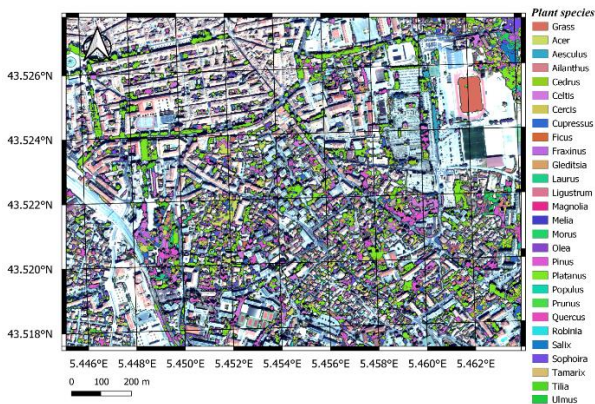 Plant species
Grass
Acer
Aesculus
Ailanthus
Cedrus
Celtis
Cercis
Cupressus
Ficus
Fraxinus
Gleditsia
Laurus
Ligustrum
Magnolia
Melia
Morus
Olea
Pinus
Platanus
Populus
Prunus
Quercus
Robinia
Salix
Sophoira
Tamarix
Tilia
Ulmus
43.526°N
43.524°N
43.522°N
43.520°N
43.518°N
5.446°E 5.448°E 5.450°E 5.452°E 5.454°E 5.456°E 5.458°E 5.460°E 5.462°E
0 100 200 m